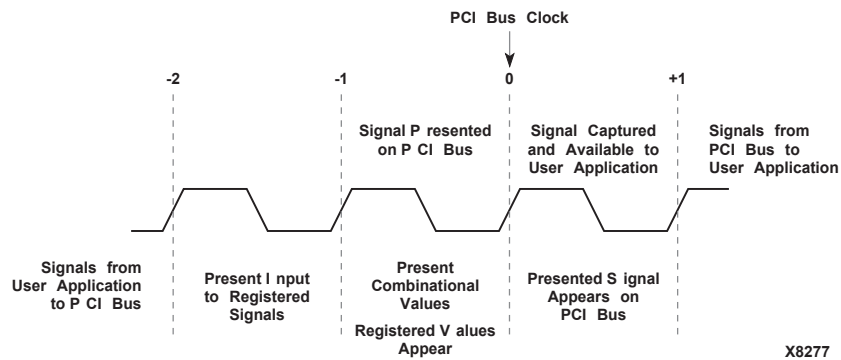 PCI Bus Clock
-2
-1
0
+1
Signal P resented
on P CI Bus
Signal Captured
and Available to
User Application
Signals from
PCI Bus to
User Application
Signals from
User Application
to P CI Bus
Present I nput
to Registered
Signals
Present
Combinational
Values
Registered V alues
Appear
Presented S ignal
Appears on
PCI Bus
X8277